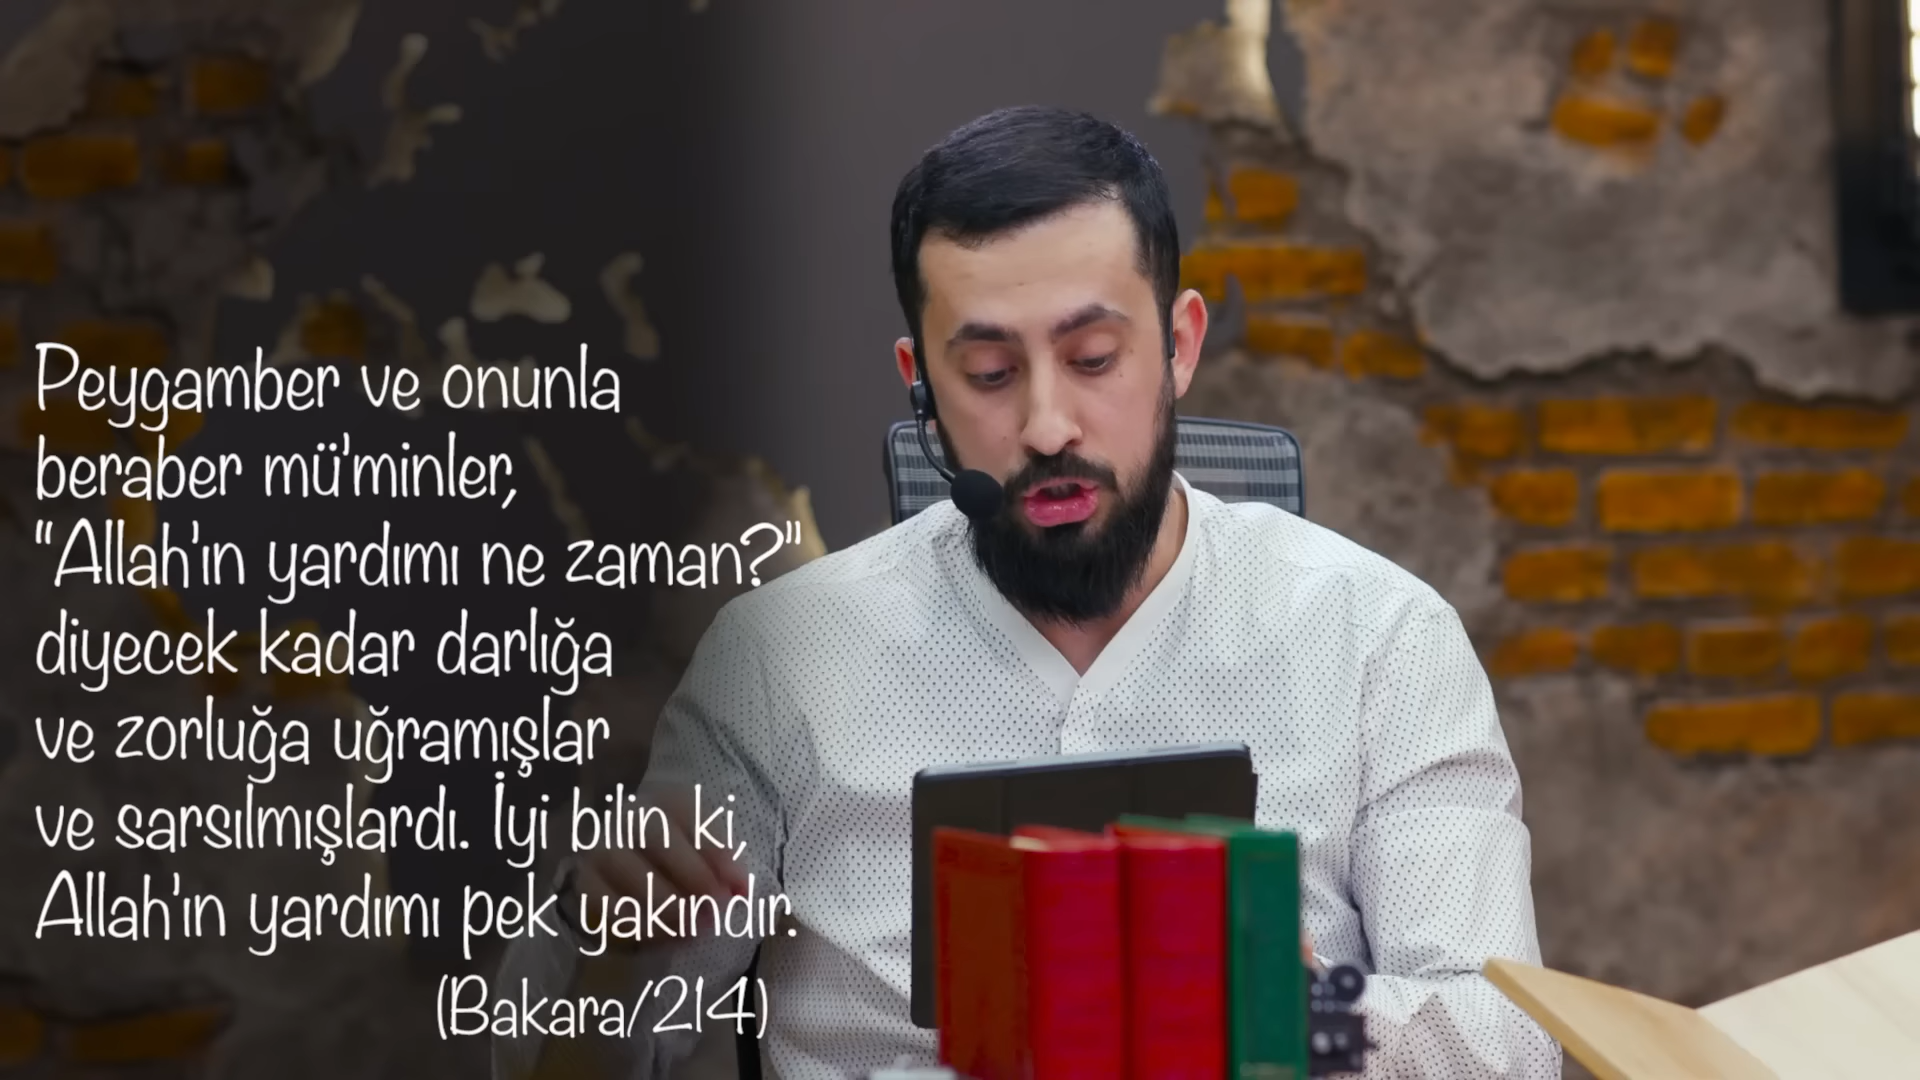 Peygamber ve onunla
beraber mü'minler,
"Allah'ın yardımı ne zaman?"
diyecek kadar darlığa
ve zorluğa uğramışlar
ve sarsılmışlardı. İyi bilin ki,
Allah'ın yardımı pek yakındır.
(Bakara/214)